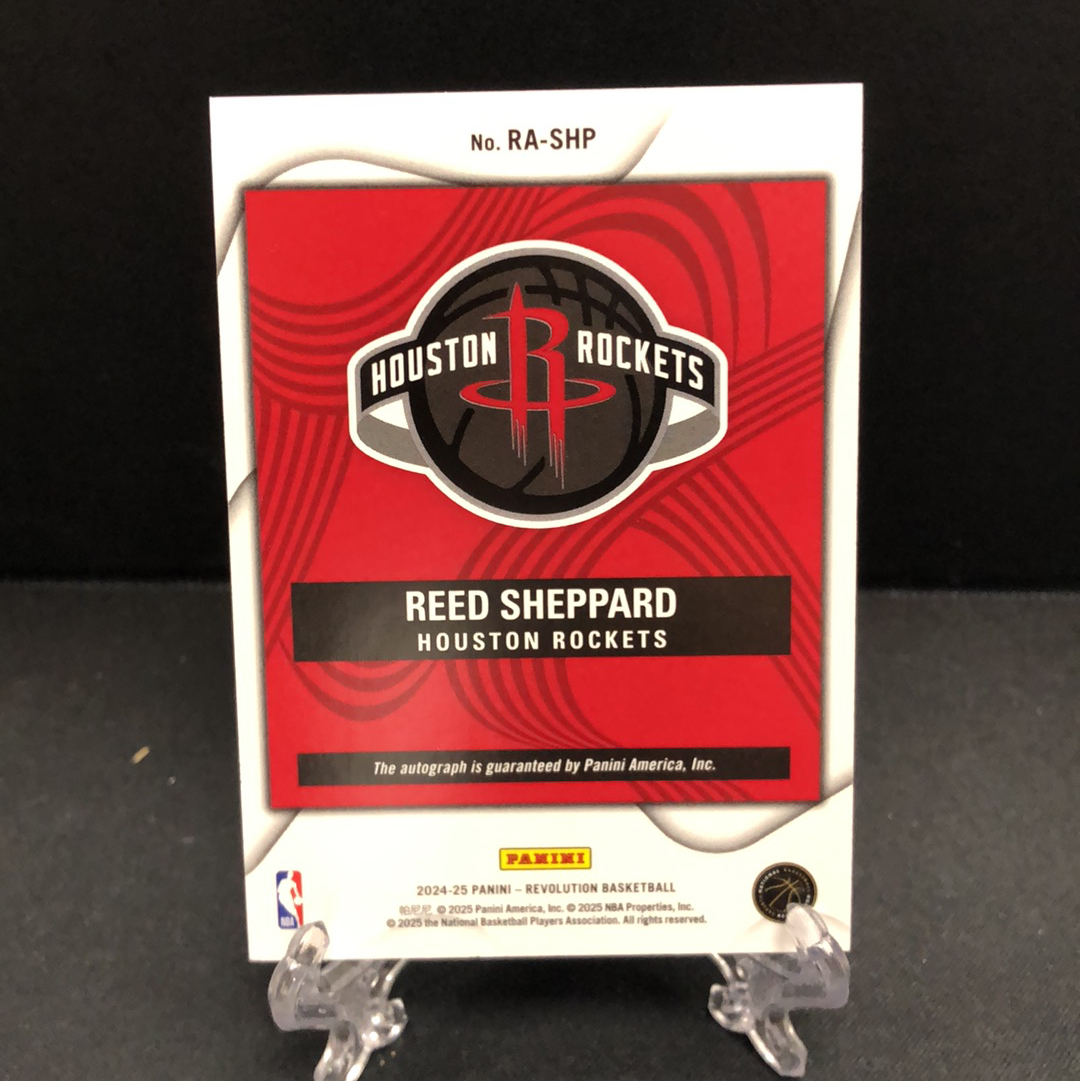 No. RA-SHP
HOUSTON ROCKETS
REED SHEPPARD
HOUSTON ROCKETS
The autograph is guaranteed by Panini America, Inc.
PANINI
2024-25 PANINI – REVOLUTION BASKETBALL
帕尼尼 © 2025 Panini America, Inc. © 2025 NBA Properties, Inc.
© 2025 the National Basketball Players Association. All rights reserved.
NBA